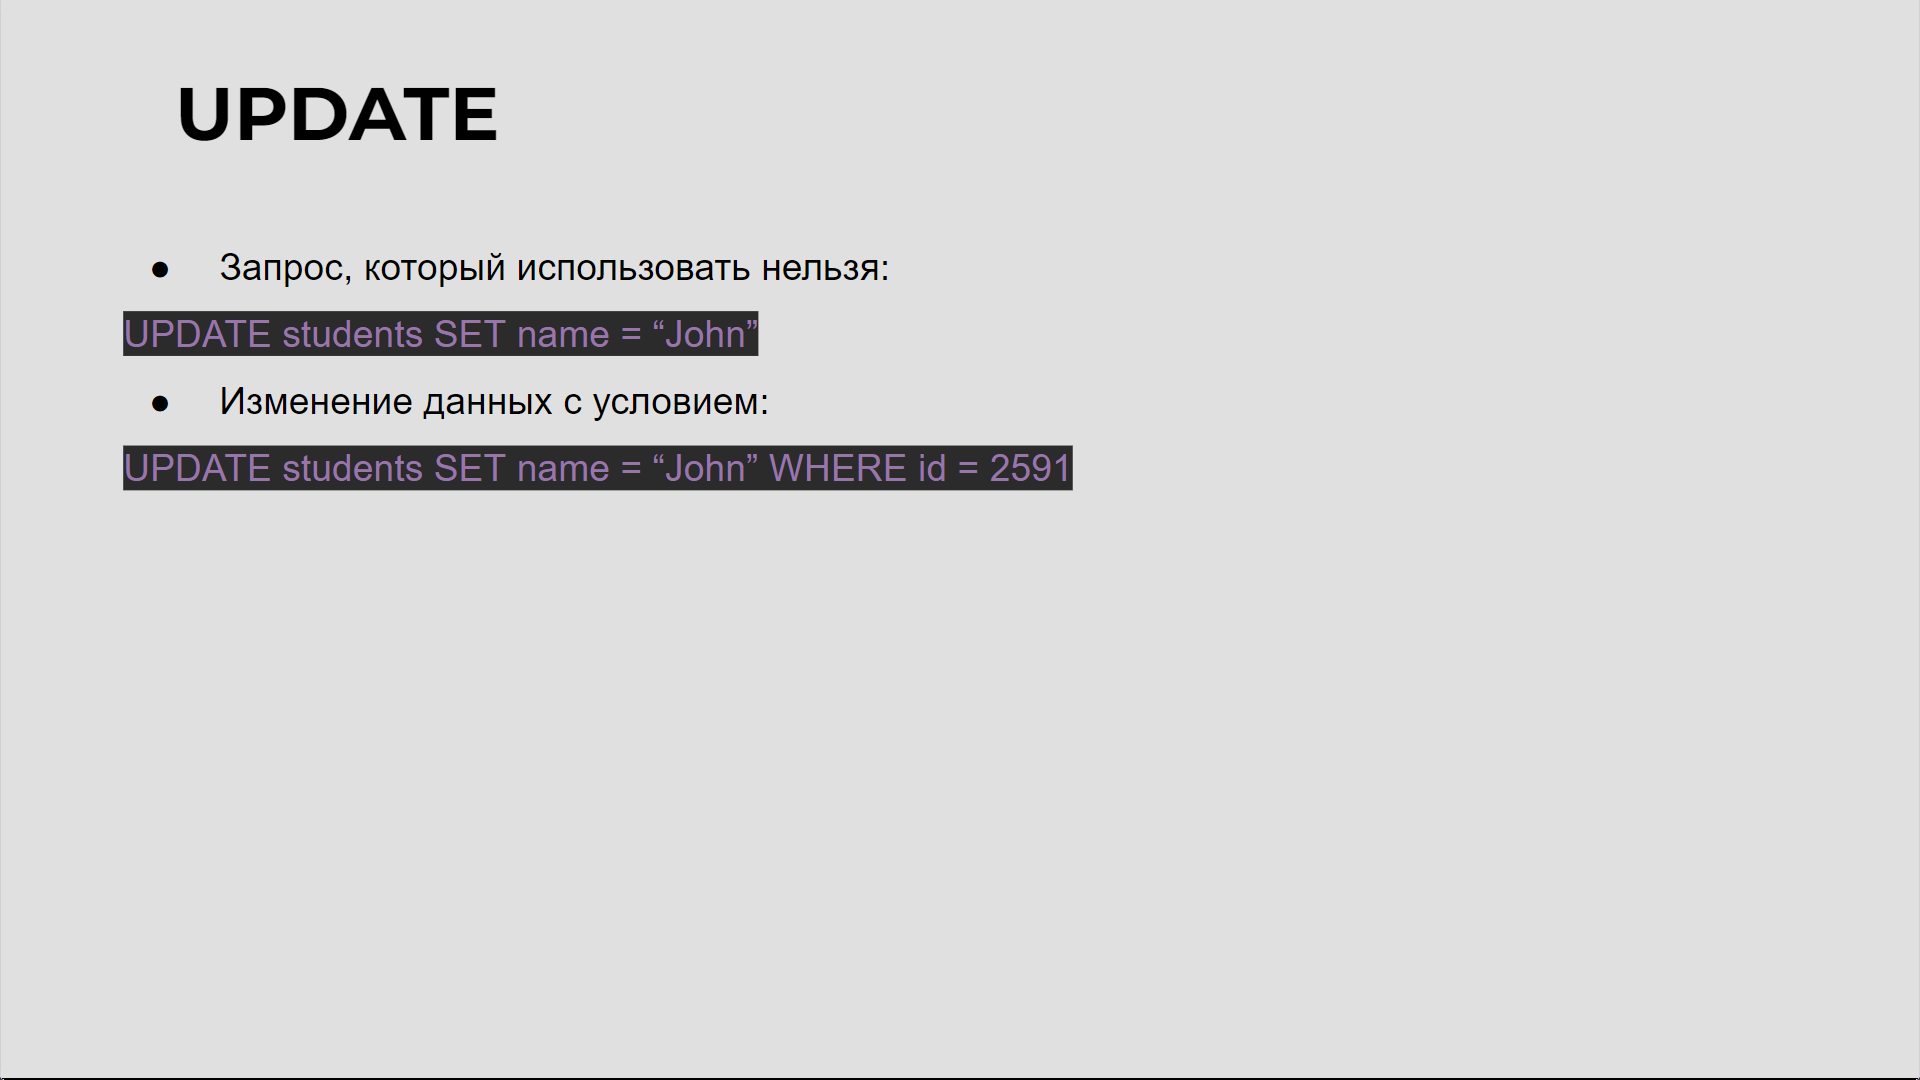 UPDATE
● Запрос, который использовать нельзя:
UPDATE students SET name = “John”
● Изменение данных с условием:
UPDATE students SET name = “John” WHERE id = 2591